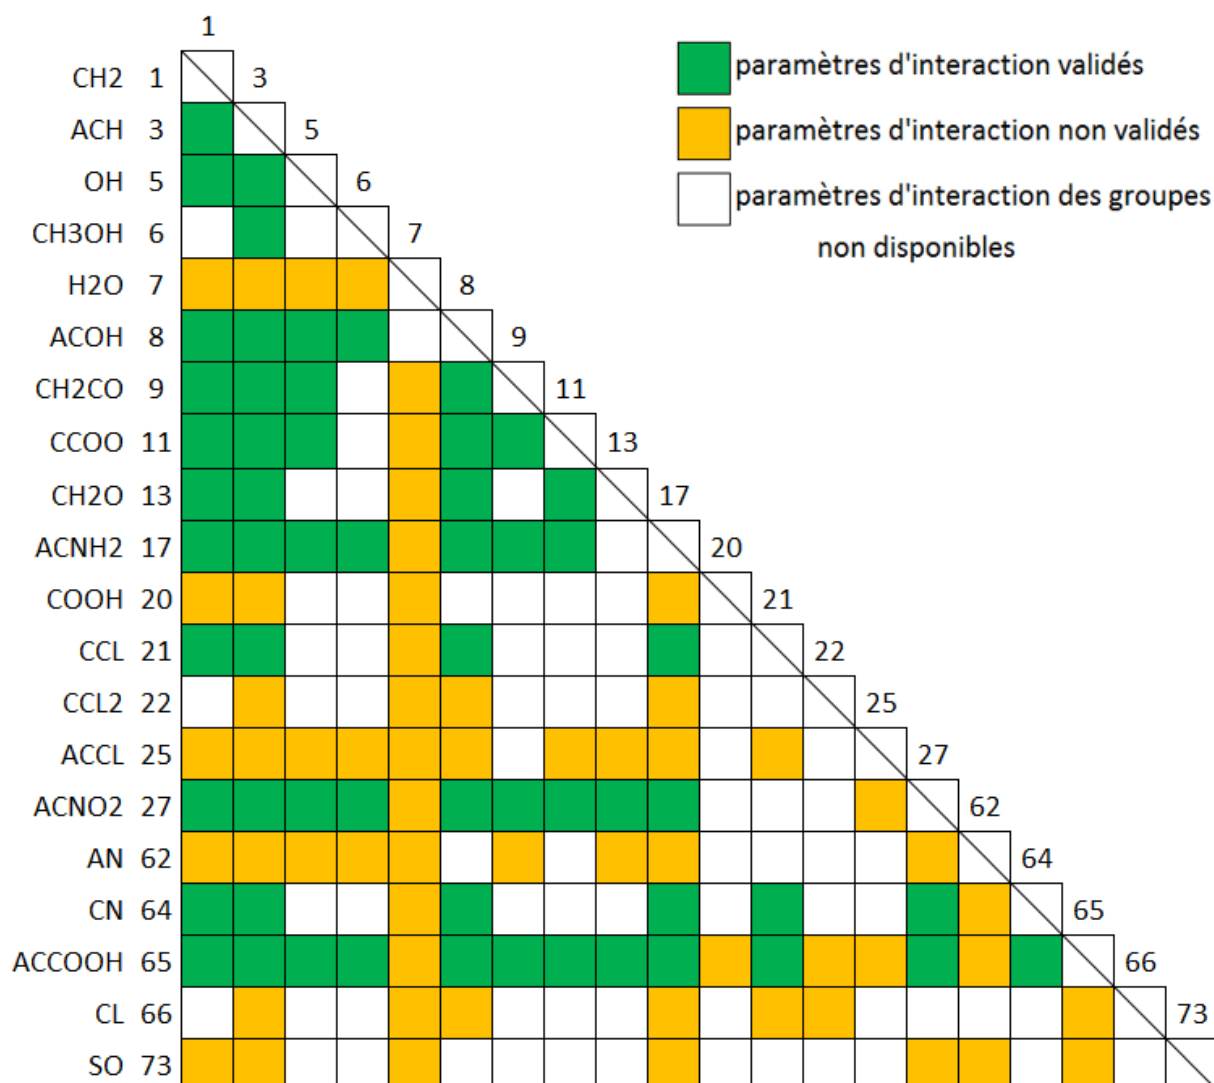 1
CH2 1 3
ACH 3 5
OH 5 6
CH3OH 6 7
H2O 7 8
ACOH 8 9
CH2CO 9 11
CCOO 11 13
CH2O 13 17
ACNH2 17 20
COOH 20 21
CCL 21 22
CCL2 22 25
ACCL 25 27
ACNO2 27 62
AN 62 64
CN 64 65
ACCOOH 65 66
CL 66 73
SO 73
paramètres d'interaction validés
paramètres d'interaction non validés
paramètres d'interaction des groupes
non disponibles